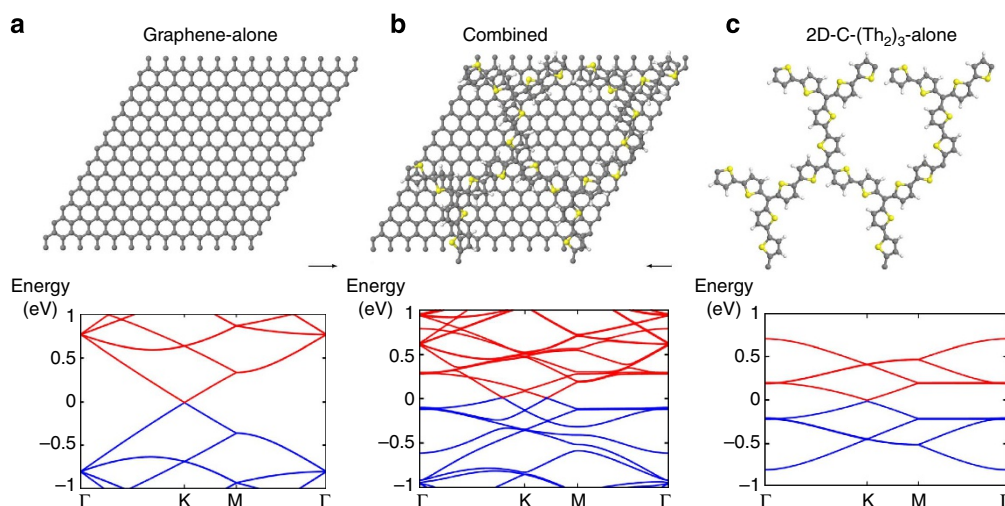 a
Graphene-alone
b
Combined
c
2D-C-(Th₂)₃-alone
Energy
(eV)
1
0.5
0
−0.5
−1
Γ
K
M
Γ
Energy
(eV)
1
0.5
0
−0.5
−1
Γ
K
M
Γ
Energy
(eV)
1
0.5
0
−0.5
−1
Γ
K
M
Γ